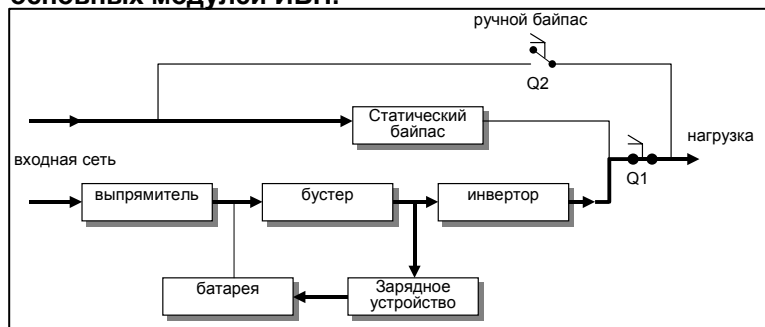 основных модулей ИБП:
ручной байпас
Q2
Статический
байпас
нагрузка
входная сеть
Q1
выпрямитель
бустер
инвертор
батарея
Зарядное
устройство